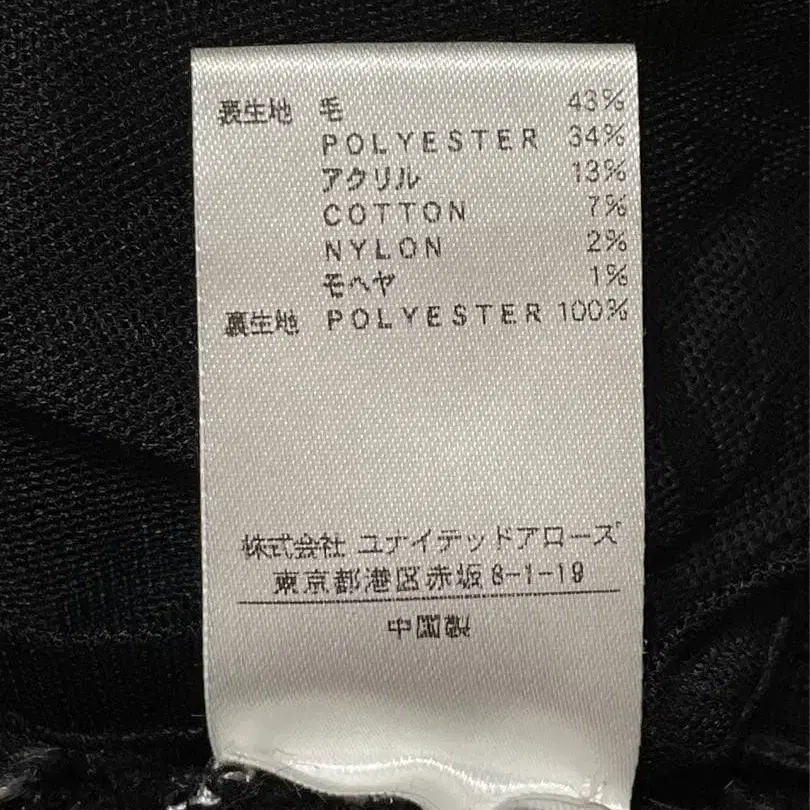 表生地 毛 43%
POLYESTER 34%
アクリル 13%
COTTON 7%
NYLON 2%
モヘヤ 1%
裏生地 POLYESTER 100%
株式会社 ユナイテッドアローズ
東京都港区赤坂8-1-19
中国製